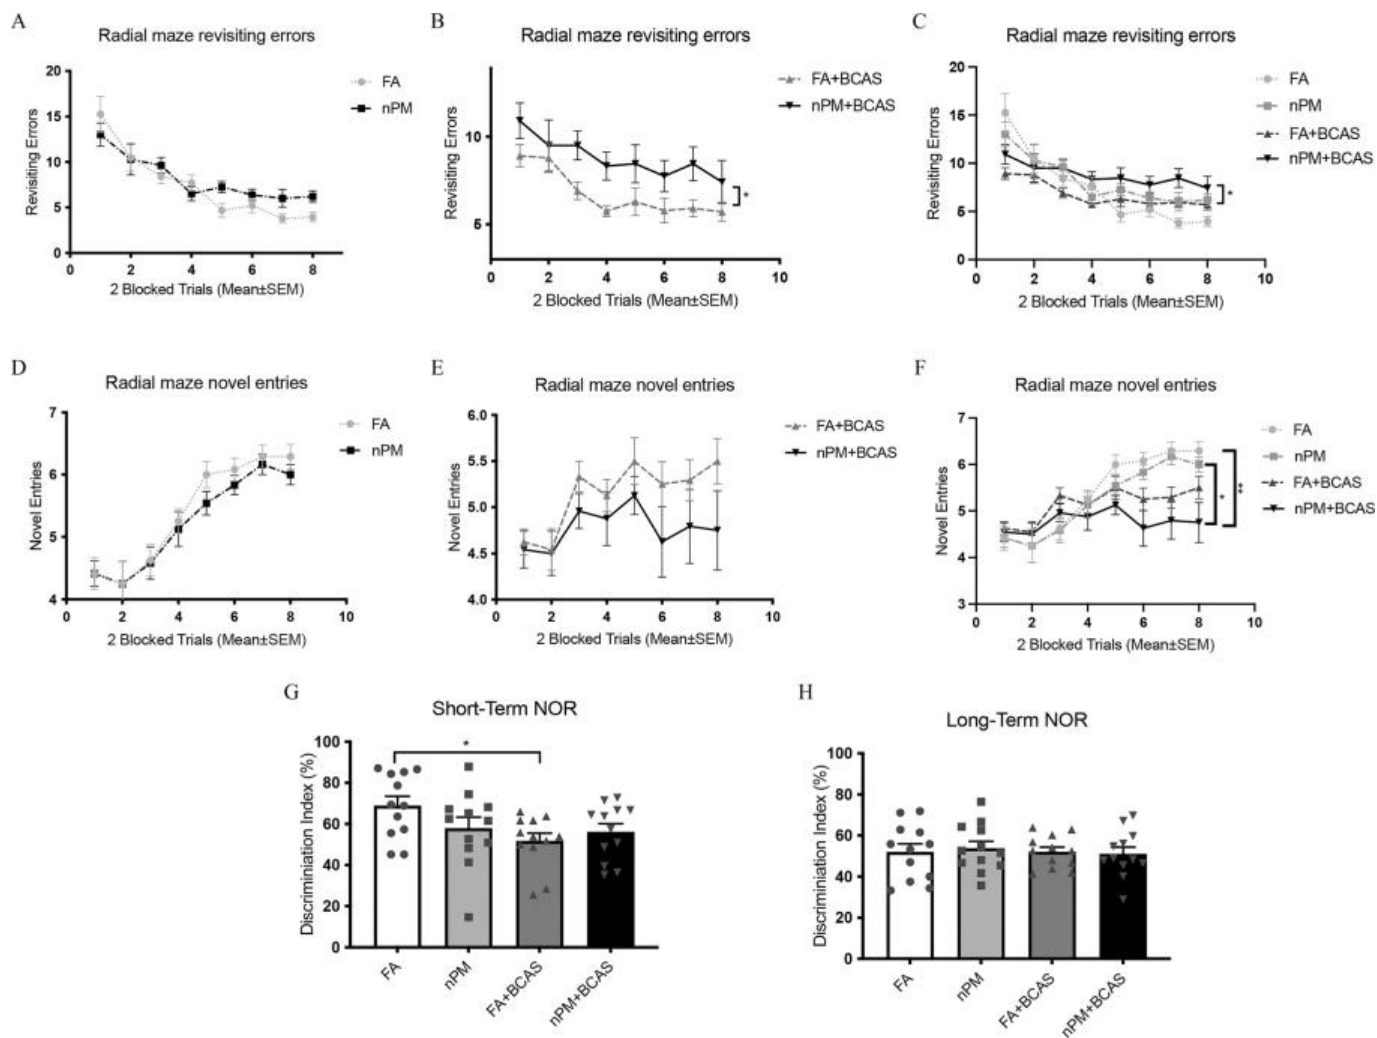 A
Radial maze revisiting errors
20
15
10
5
0
Revisiting Errors
0 2 4 6 8 10
2 Blocked Trials (Mean±SEM)
FA
nPM
B
Radial maze revisiting errors
10
5
Revisiting Errors
0 2 4 6 8 10
2 Blocked Trials (Mean±SEM)
FA+BCAS
nPM+BCAS
*
C
Radial maze revisiting errors
20
15
10
5
0
Revisiting Errors
0 2 4 6 8 10
2 Blocked Trials (Mean±SEM)
FA
nPM
FA+BCAS
nPM+BCAS
*
D
Radial maze novel entries
7
6
5
4
Novel Entries
0 2 4 6 8 10
2 Blocked Trials (Mean±SEM)
FA
nPM
E
Radial maze novel entries
6.0
5.5
5.0
4.5
4.0
Novel Entries
0 2 4 6 8 10
2 Blocked Trials (Mean±SEM)
FA+BCAS
nPM+BCAS
F
Radial maze novel entries
7
6
5
4
3
Novel Entries
0 2 4 6 8 10
2 Blocked Trials (Mean±SEM)
FA
nPM
FA+BCAS
nPM+BCAS
*
**
G
Short-Term NOR
100
80
60
40
20
0
Discriminiation Index (%)
*
FA
nPM
FA+BCAS
nPM+BCAS
H
Long-Term NOR
100
80
60
40
20
0
Discriminiation Index (%)
FA
nPM
FA+BCAS
nPM+BCAS